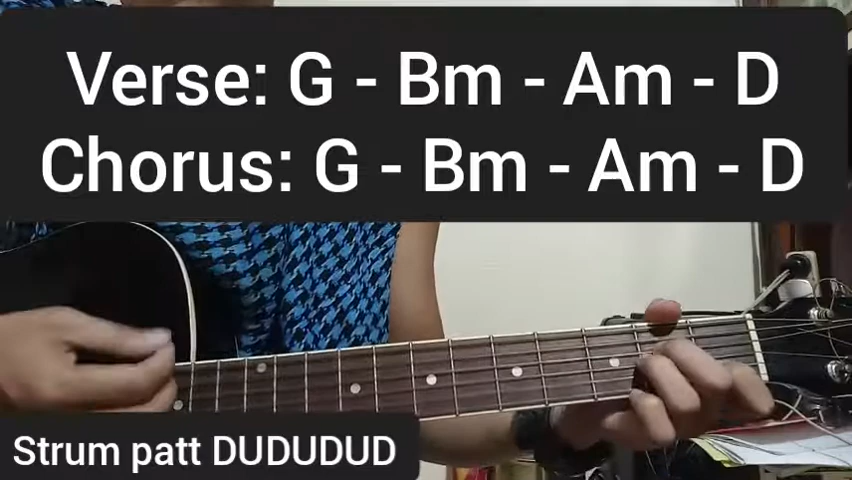 Verse: G - Bm - Am - D
Chorus: G - Bm - Am - D
Strum patt DUDUDUD